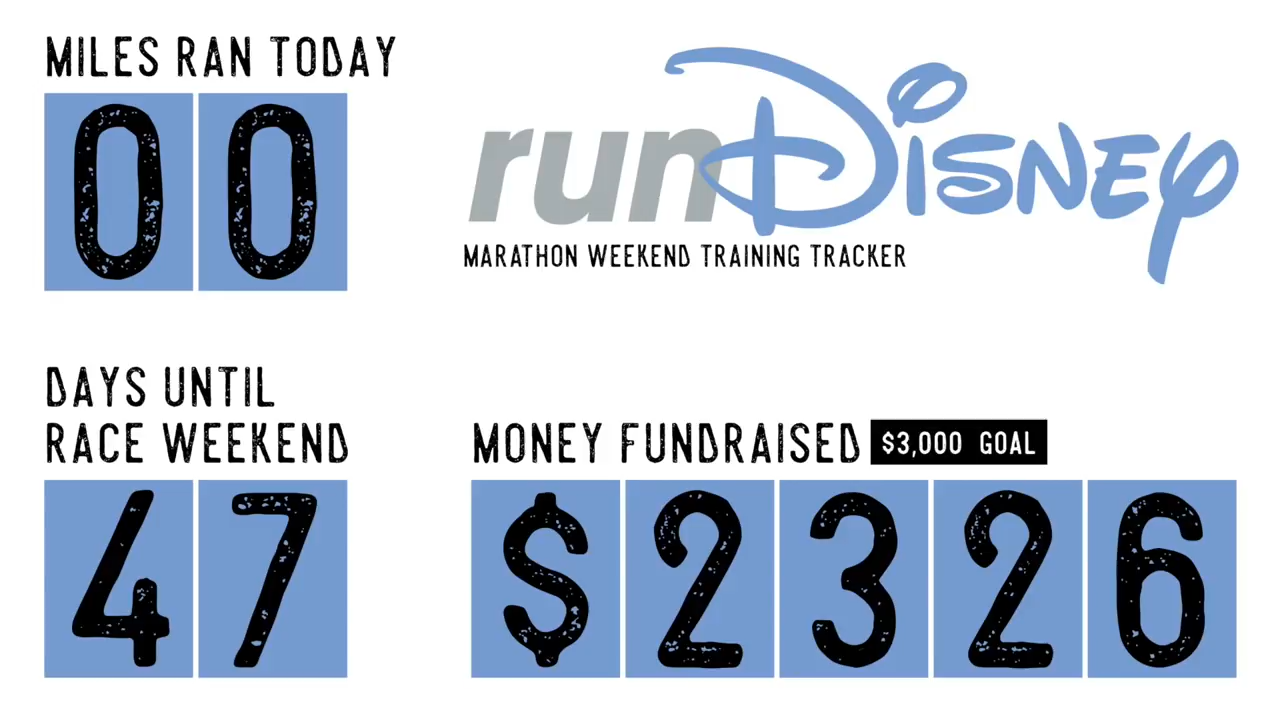 MILES RAN TODAY
00
runDisney
MARATHON WEEKEND TRAINING TRACKER
DAYS UNTIL
RACE WEEKEND
47
MONEY FUNDRAISED $3,000 GOAL
$2326